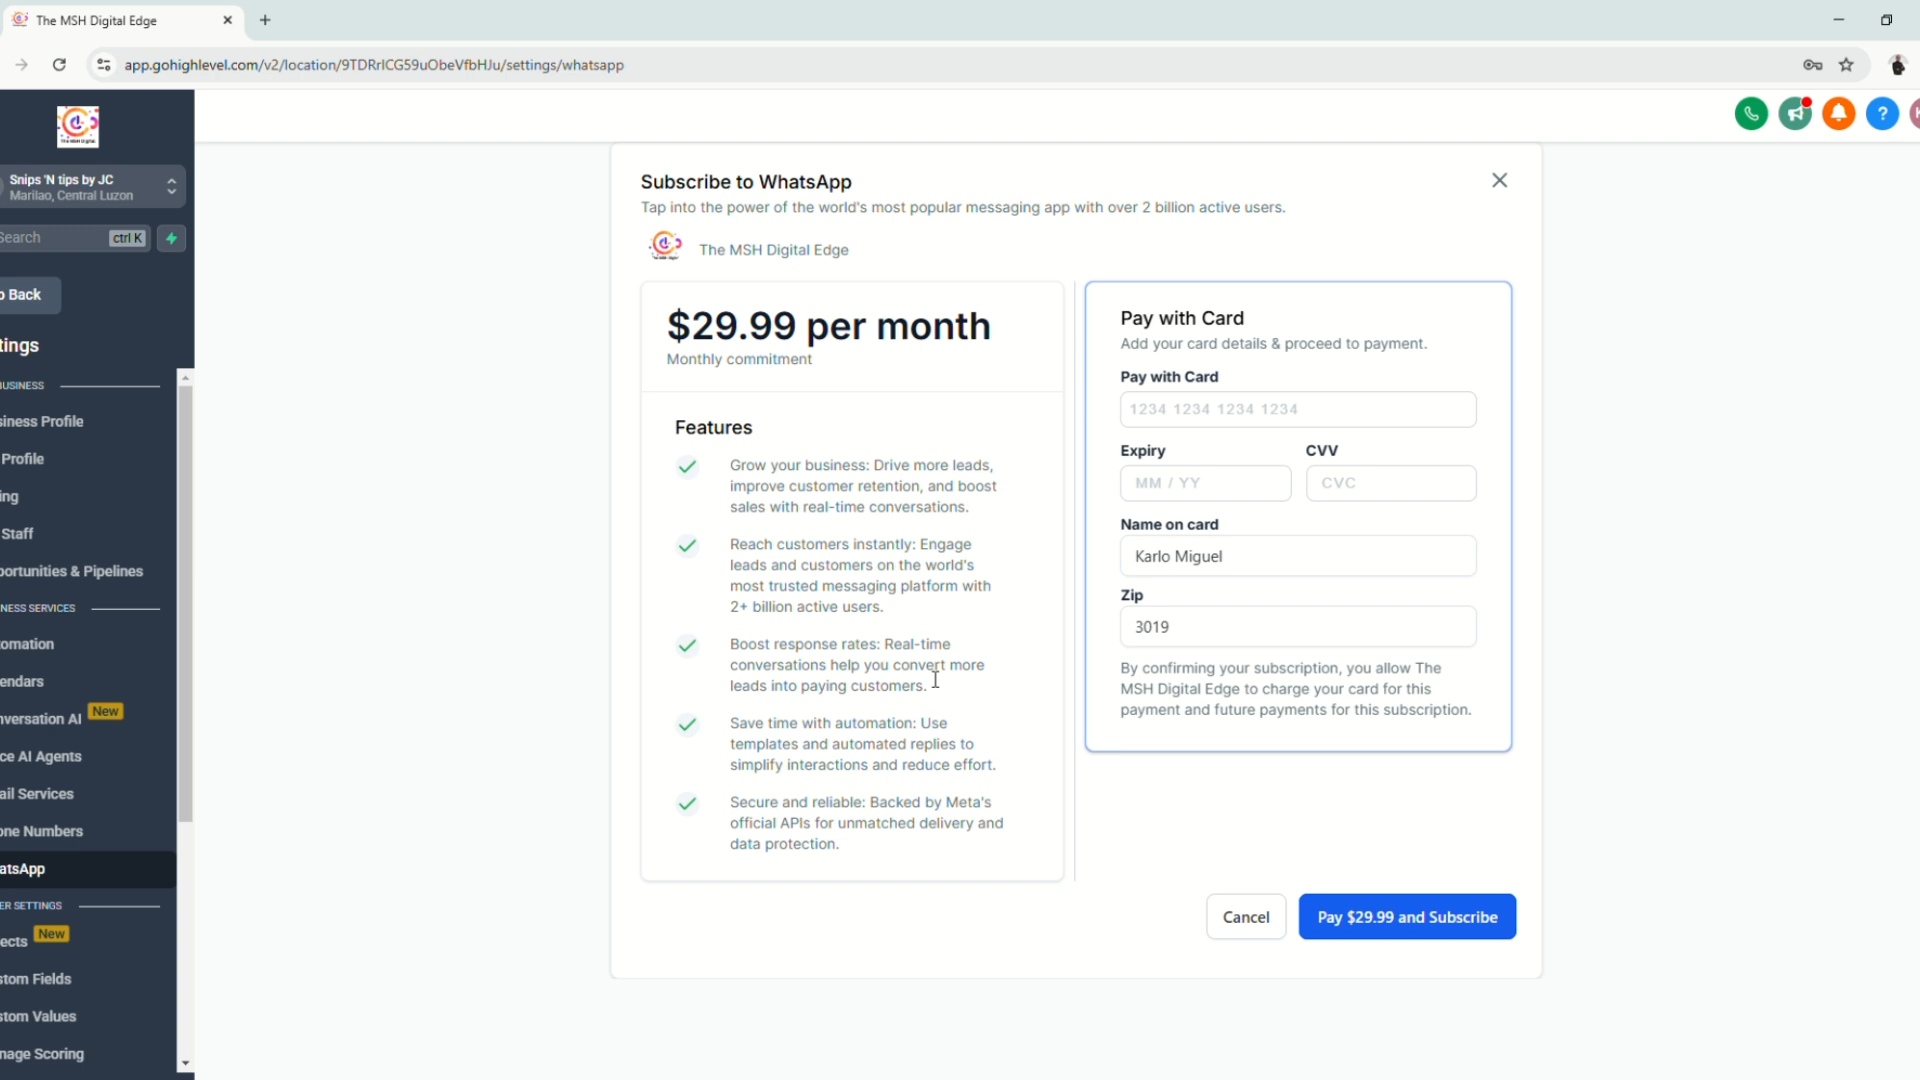 The MSH Digital Edge
app.gohighlevel.com/v2/location/9TDRrlCG59uObeVfbHJu/settings/whatsapp
Snips 'N tips by JC
Marilao, Central Luzon
Search
ctrl K
o Back
tings
USINESS
siness Profile
Profile
ing
Staff
portunities & Pipelines
NESS SERVICES
omation
endars
nversation AI New
ce AI Agents
ail Services
one Numbers
atsApp
ER SETTINGS
ects New
stom Fields
stom Values
nage Scoring
Subscribe to WhatsApp
Tap into the power of the world's most popular messaging app with over 2 billion active users.
The MSH Digital Edge
$29.99 per month
Monthly commitment
Features
Grow your business: Drive more leads,
improve customer retention, and boost
sales with real-time conversations.
Reach customers instantly: Engage
leads and customers on the world's
most trusted messaging platform with
2+ billion active users.
Boost response rates: Real-time
conversations help you convert more
leads into paying customers.
Save time with automation: Use
templates and automated replies to
simplify interactions and reduce effort.
Secure and reliable: Backed by Meta's
official APIs for unmatched delivery and
data protection.
Pay with Card
Add your card details & proceed to payment.
Pay with Card
1234 1234 1234 1234
Expiry
CVV
MM / YY
CVC
Name on card
Karlo Miguel
Zip
3019
By confirming your subscription, you allow The
MSH Digital Edge to charge your card for this
payment and future payments for this subscription.
Cancel
Pay $29.99 and Subscribe